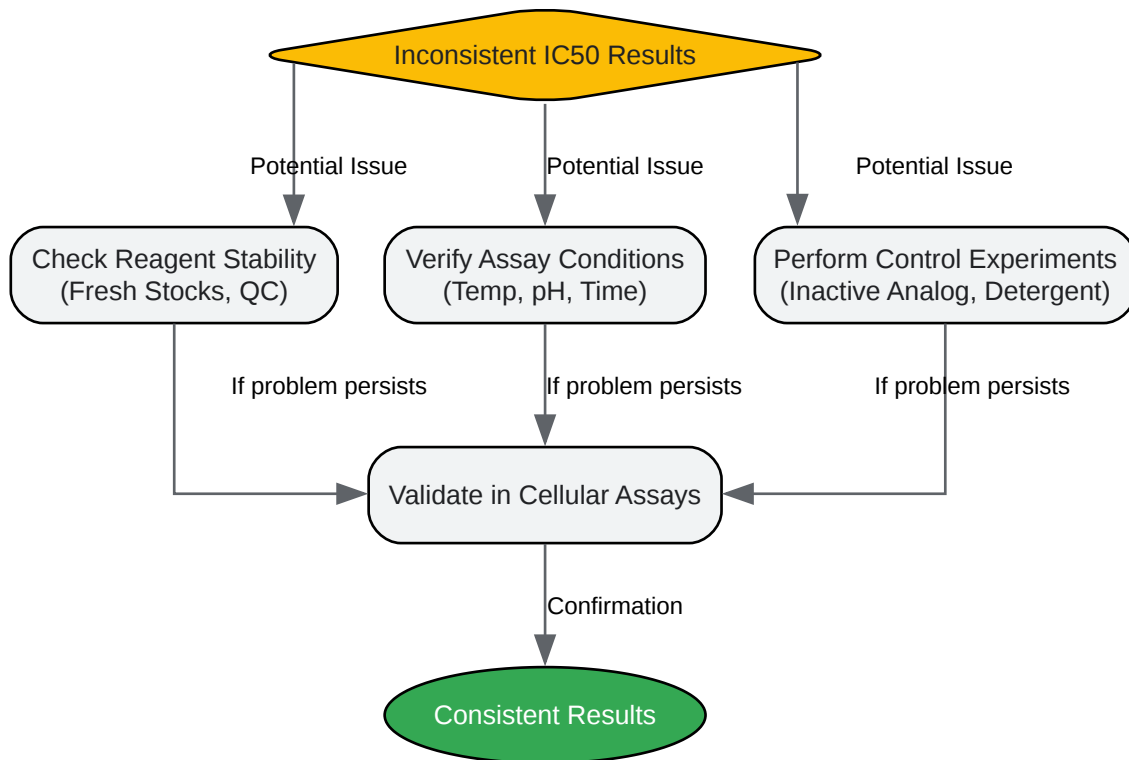 Inconsistent IC50 Results
Potential Issue
Potential Issue
Potential Issue
Check Reagent Stability
(Fresh Stocks, QC)
Verify Assay Conditions
(Temp, pH, Time)
Perform Control Experiments
(Inactive Analog, Detergent)
If problem persists
If problem persists
If problem persists
Validate in Cellular Assays
Confirmation
Consistent Results